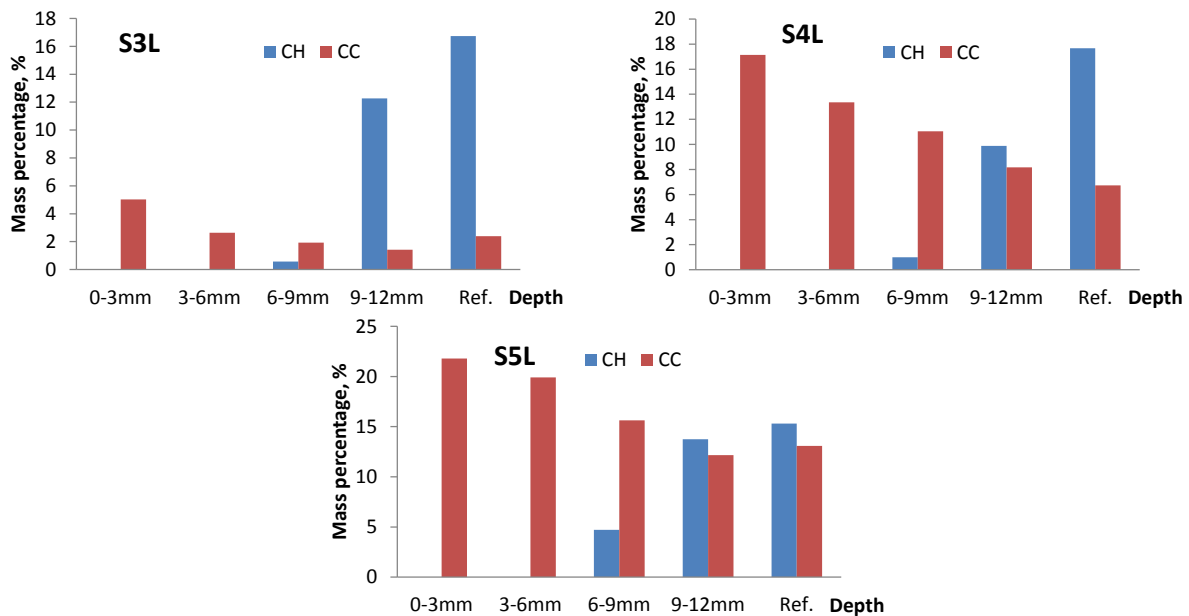 S3L
CH CC
Mass percentage, %
18
16
14
12
10
8
6
4
2
0
0-3mm 3-6mm 6-9mm 9-12mm Ref. Depth
S4L
CH CC
Mass percentage, %
20
18
16
14
12
10
8
6
4
2
0
0-3mm 3-6mm 6-9mm 9-12mm Ref. Depth
S5L
CH CC
Mass percentage, %
25
20
15
10
5
0
0-3mm 3-6mm 6-9mm 9-12mm Ref. Depth